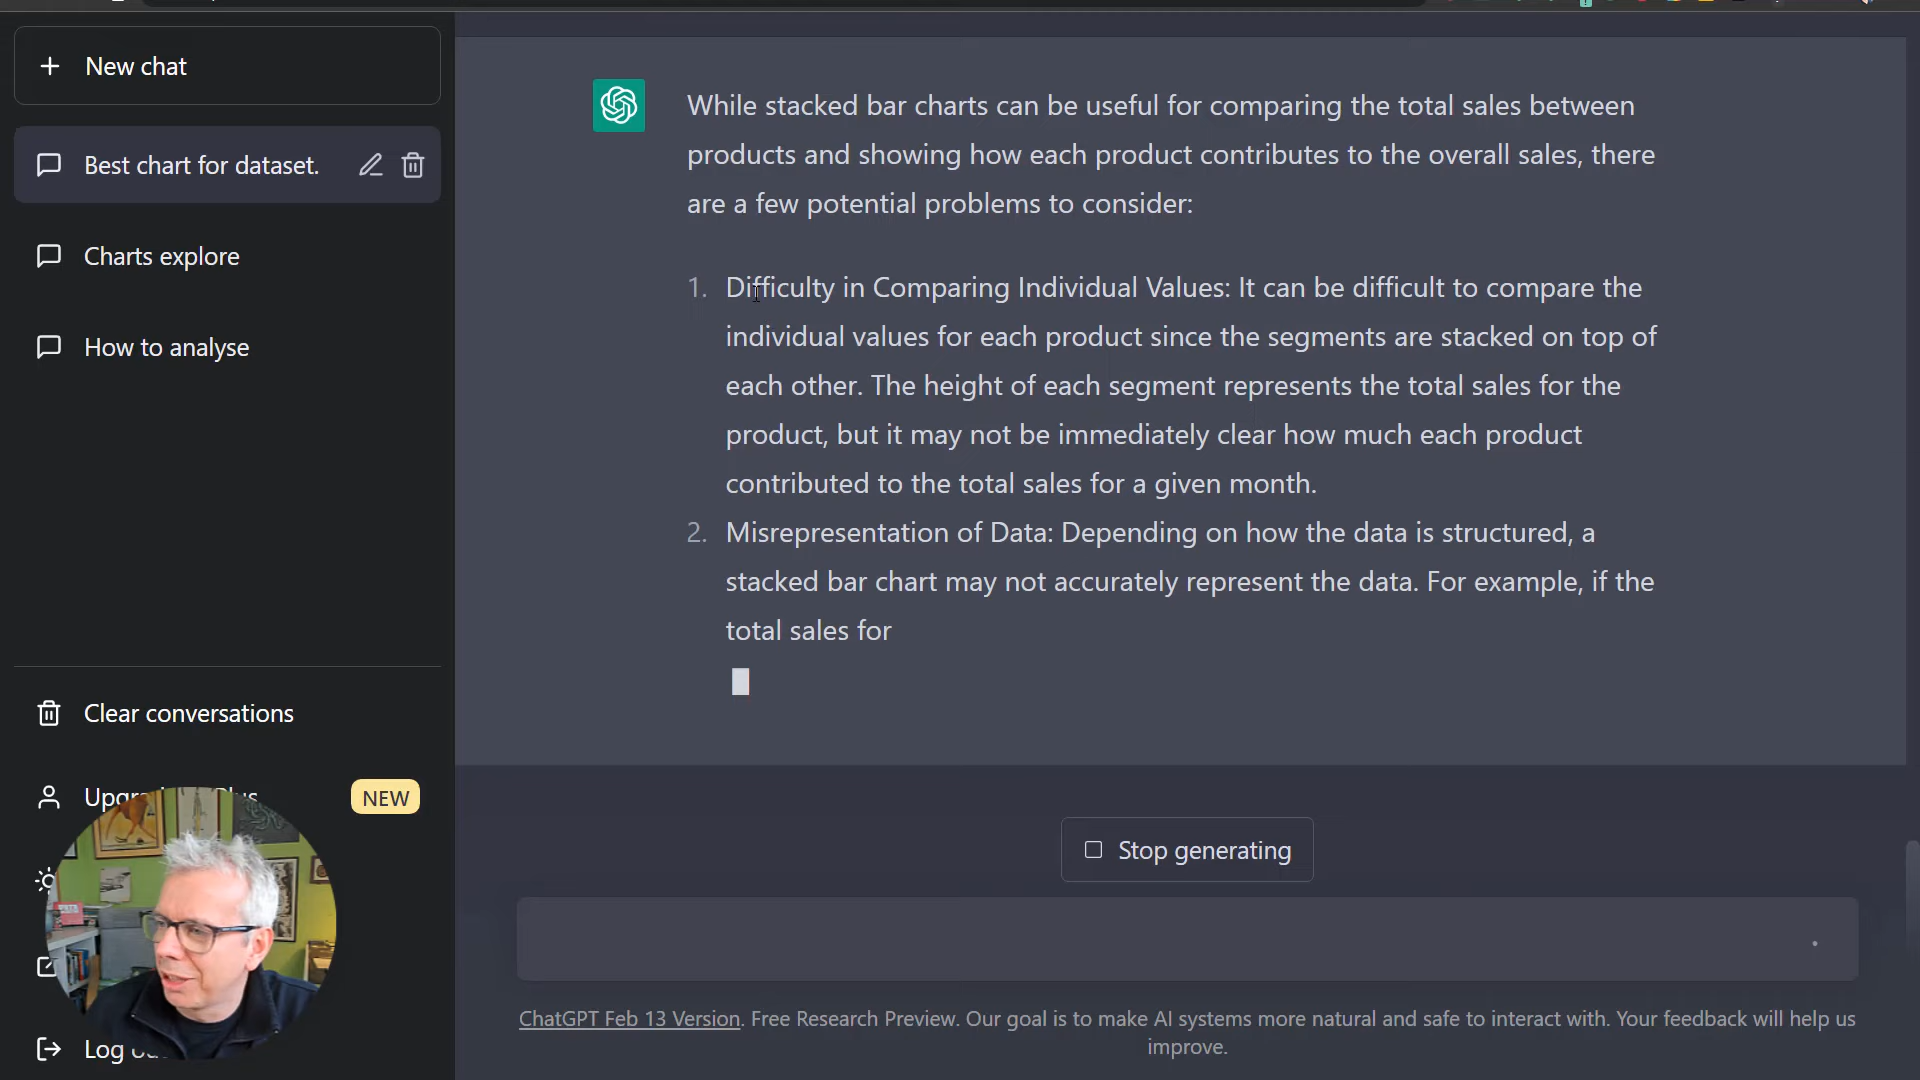 New chat
Best chart for dataset.
Charts explore
How to analyse
Clear conversations
NEW
Log
While stacked bar charts can be useful for comparing the total sales between
products and showing how each product contributes to the overall sales, there
are a few potential problems to consider:
1. Difficulty in Comparing Individual Values: It can be difficult to compare the
individual values for each product since the segments are stacked on top of
each other. The height of each segment represents the total sales for the
product, but it may not be immediately clear how much each product
contributed to the total sales for a given month.
2. Misrepresentation of Data: Depending on how the data is structured, a
stacked bar chart may not accurately represent the data. For example, if the
total sales for
Stop generating
ChatGPT Feb 13 Version. Free Research Preview. Our goal is to make AI systems more natural and safe to interact with. Your feedback will help us
improve.